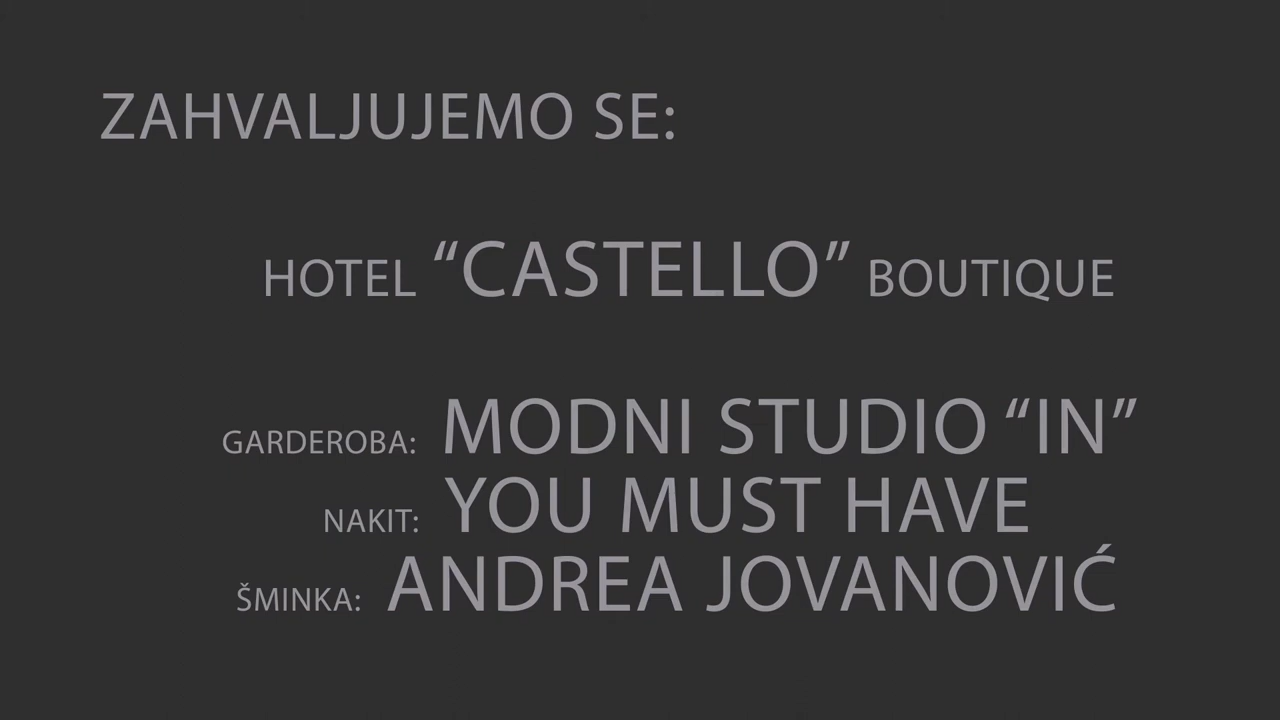 ZAHVALJUJEMO SE:
HOTEL “CASTELLO” BOUTIQUE
GARDEROBA: MODNI STUDIO “IN”
NAKIT: YOU MUST HAVE
ŠMINKA: ANDREA JOVANOVIĆ